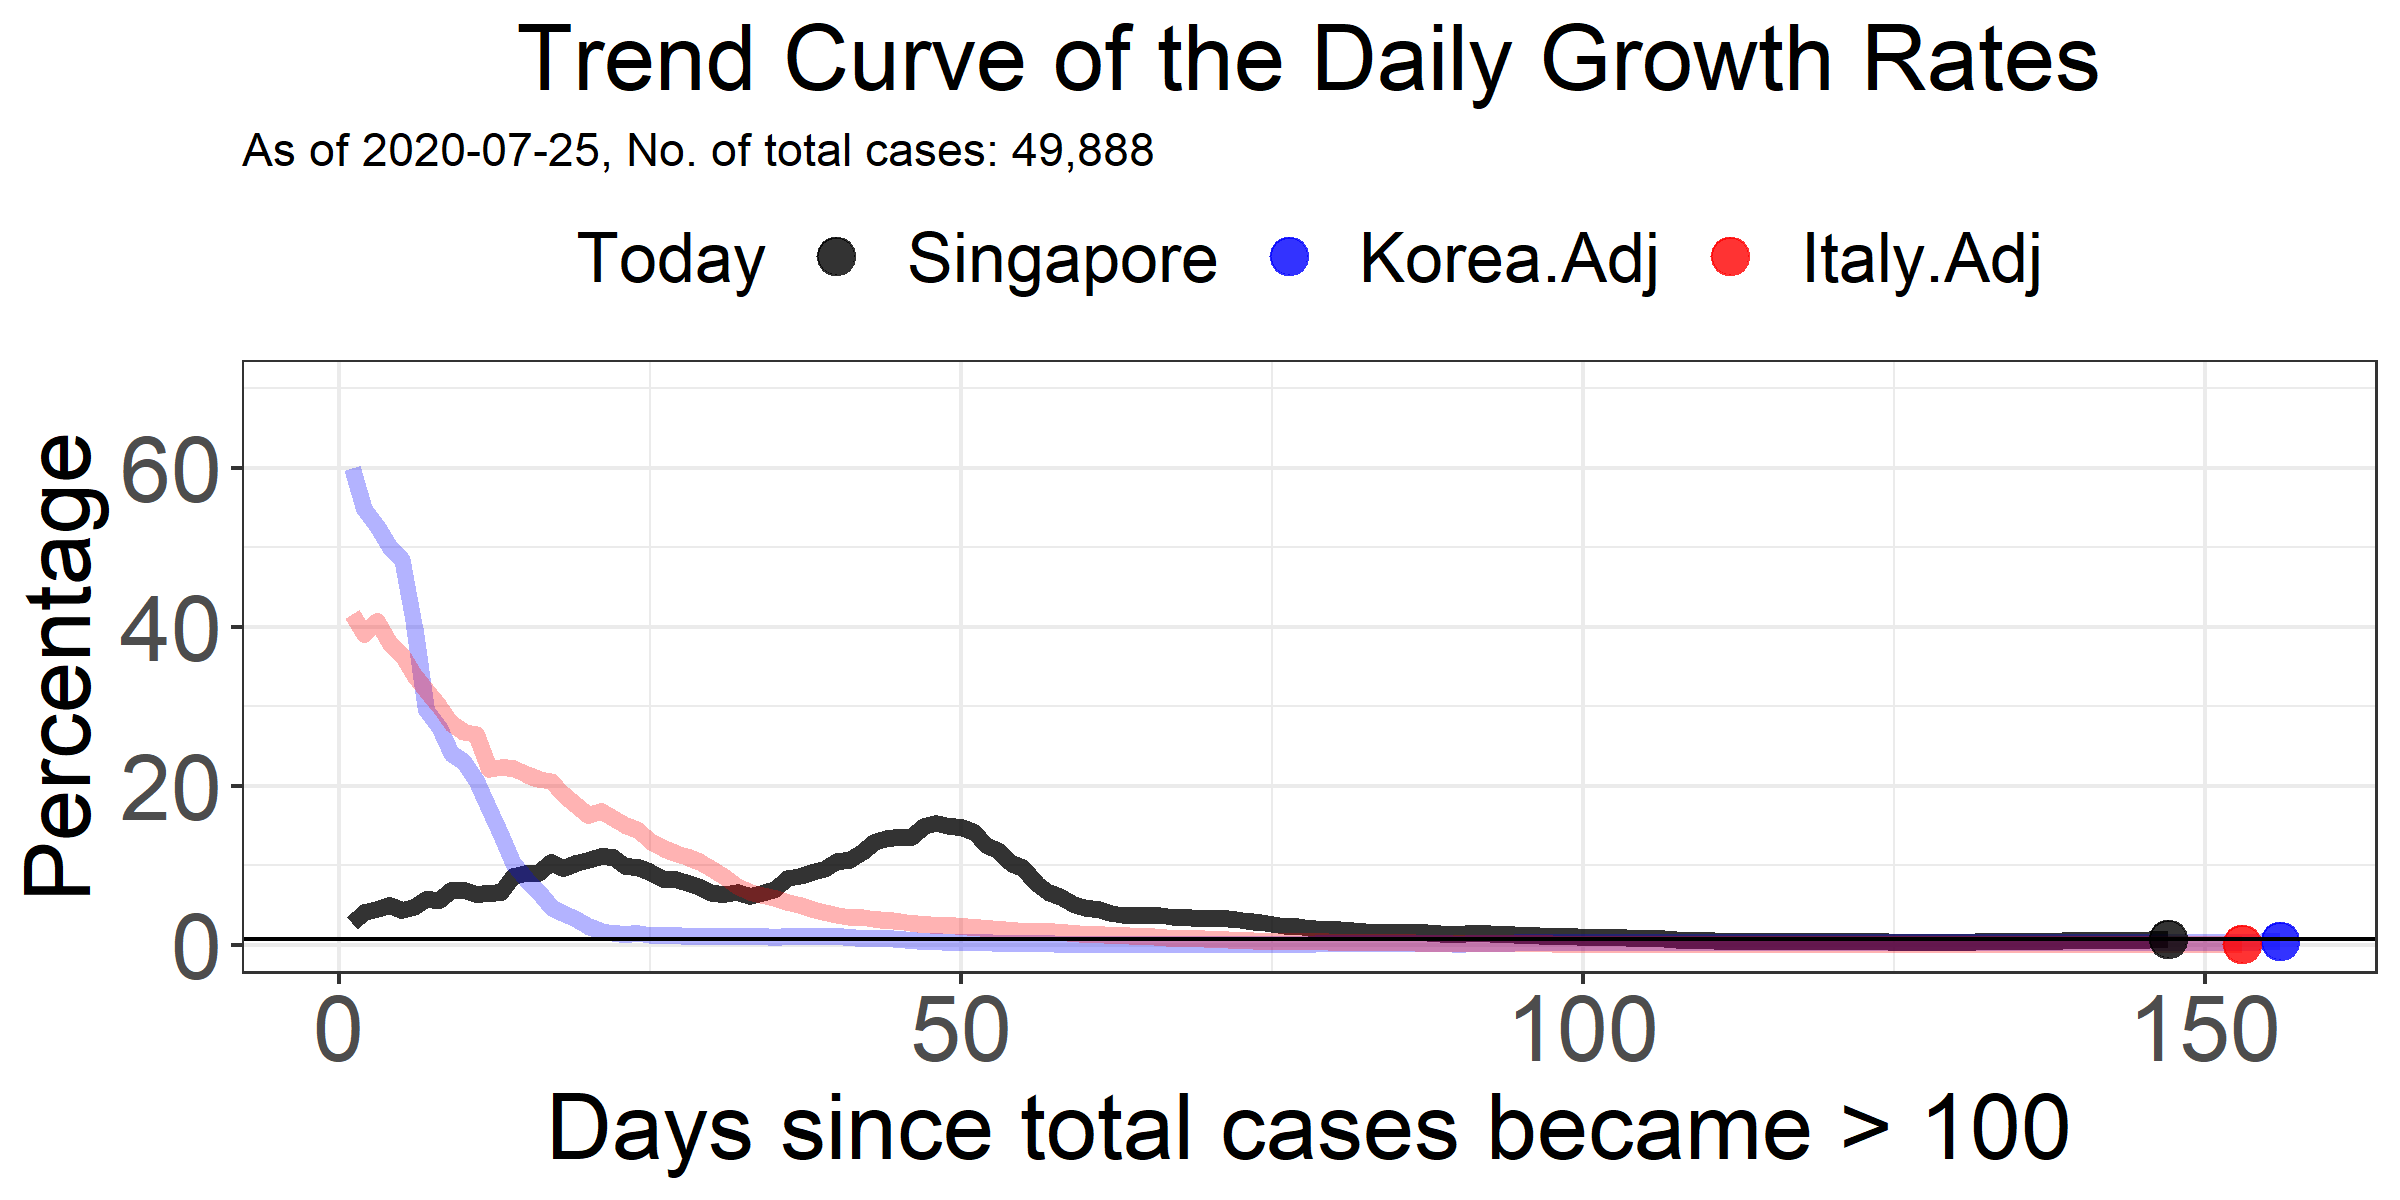 Trend Curve of the Daily Growth Rates
As of 2020-07-25, No. of total cases: 49,888
Today Singapore Korea.Adj Italy.Adj
Percentage
60
40
20
0
0 50 100 150
Days since total cases became > 100